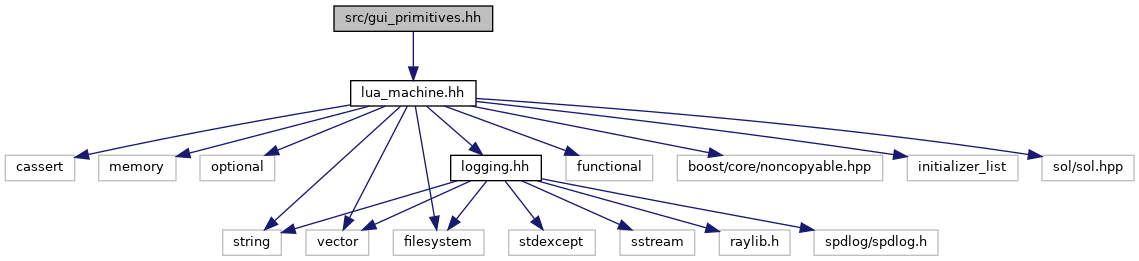 src/gui_primitives.hh
lua_machine.hh
cassert
memory
optional
logging.hh
functional
boost/core/noncopyable.hpp
initializer_list
sol/sol.hpp
string
vector
filesystem
stdexcept
sstream
raylib.h
spdlog/spdlog.h